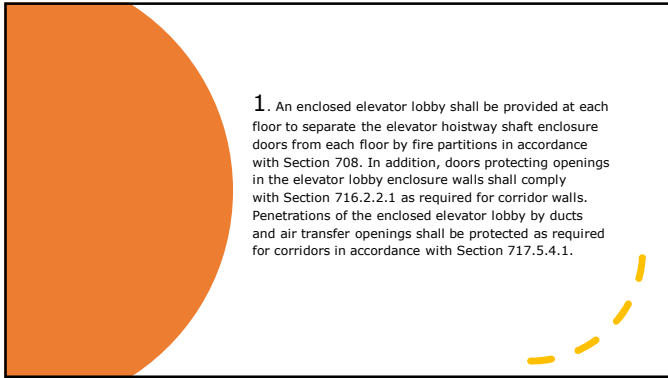 1. An enclosed elevator lobby shall be provided at each
floor to separate the elevator hoistway shaft enclosure
doors from each floor by fire partitions in accordance
with Section 708. In addition, doors protecting openings
in the elevator lobby enclosure walls shall comply
with Section 716.2.2.1 as required for corridor walls.
Penetrations of the enclosed elevator lobby by ducts
and air transfer openings shall be protected as required
for corridors in accordance with Section 717.5.4.1.